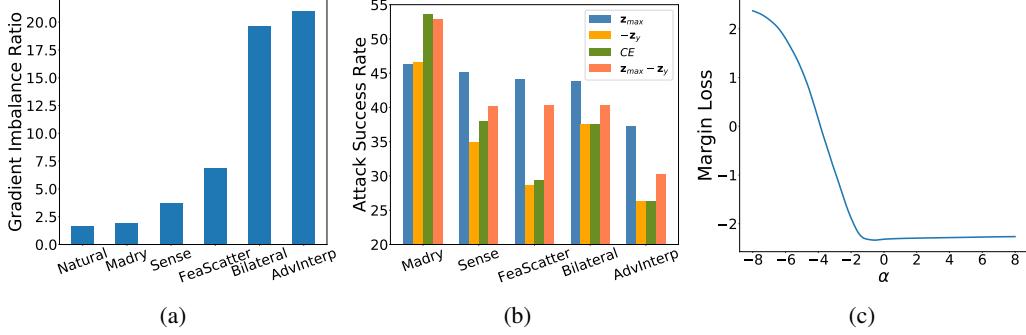 Gradient Imbalance Ratio
20.0
17.5
15.0
12.5
10.0
7.5
5.0
2.5
0.0
Natural
Madry
Sense
FeaScatter
Bilateral
AdvInterp
(a)
Attack Success Rate
55
50
45
40
35
30
25
20
z_max
−z_y
CE
z_max − z_y
Madry
Sense
FeaScatter
Bilateral
AdvInterp
(b)
Margin Loss
2
1
0
−1
−2
−8 −6 −4 −2 0 2 4 6 8
α
(c)